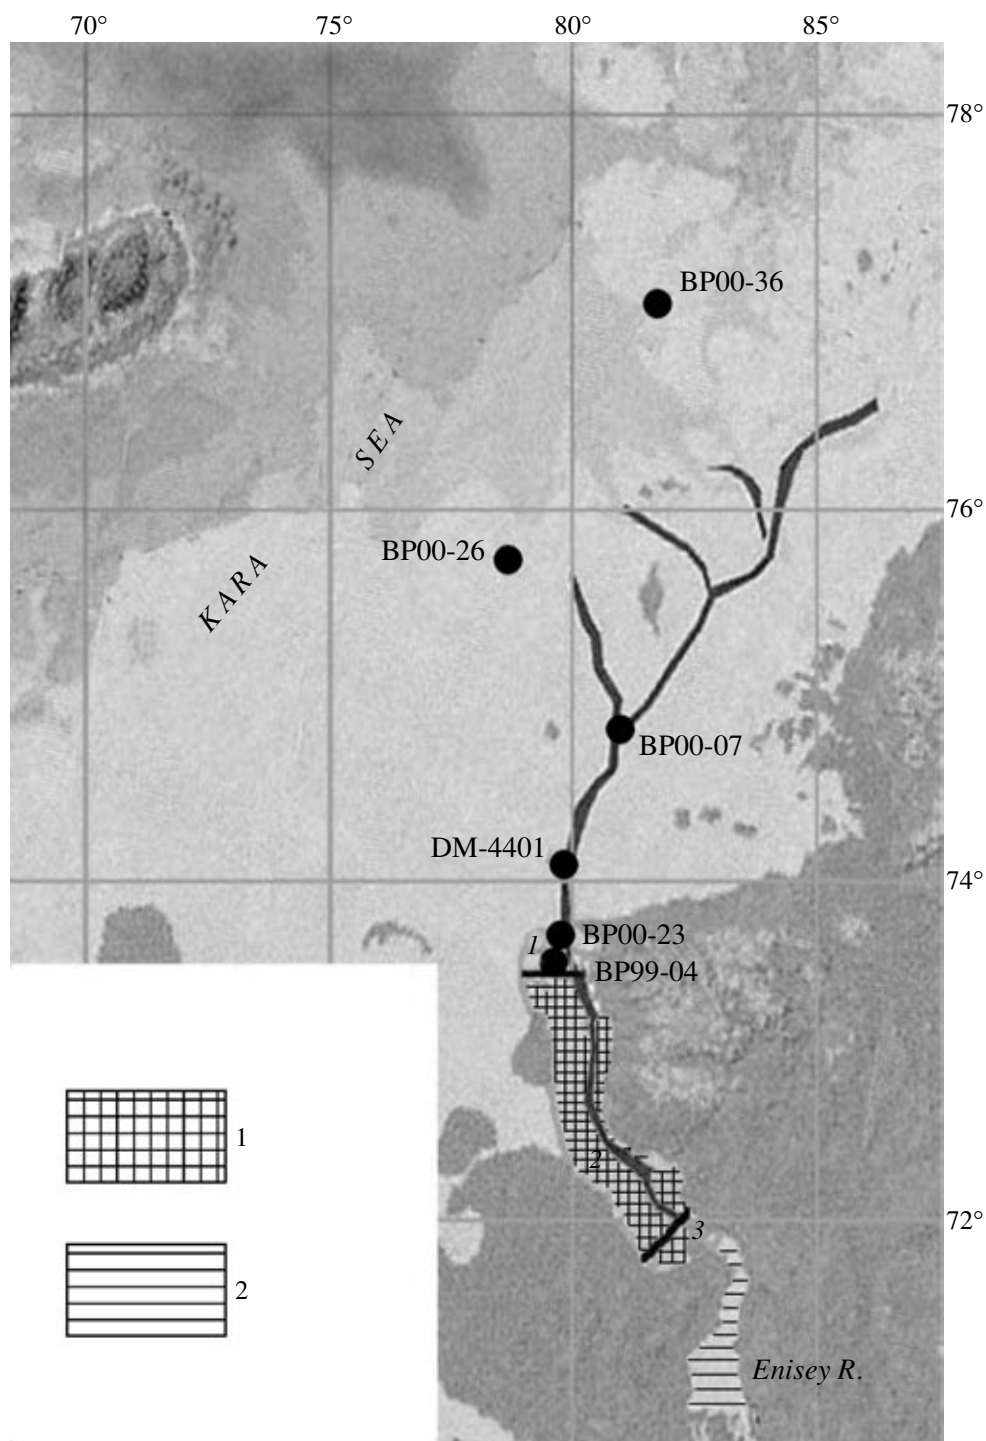 70° 75° 80° 85°
78°
BP00-36
SEA
76°
BP00-26
KARA
BP00-07
DM-4401
74°
1 BP00-23
BP99-04
1
2
72°
3
2
Enisey R.